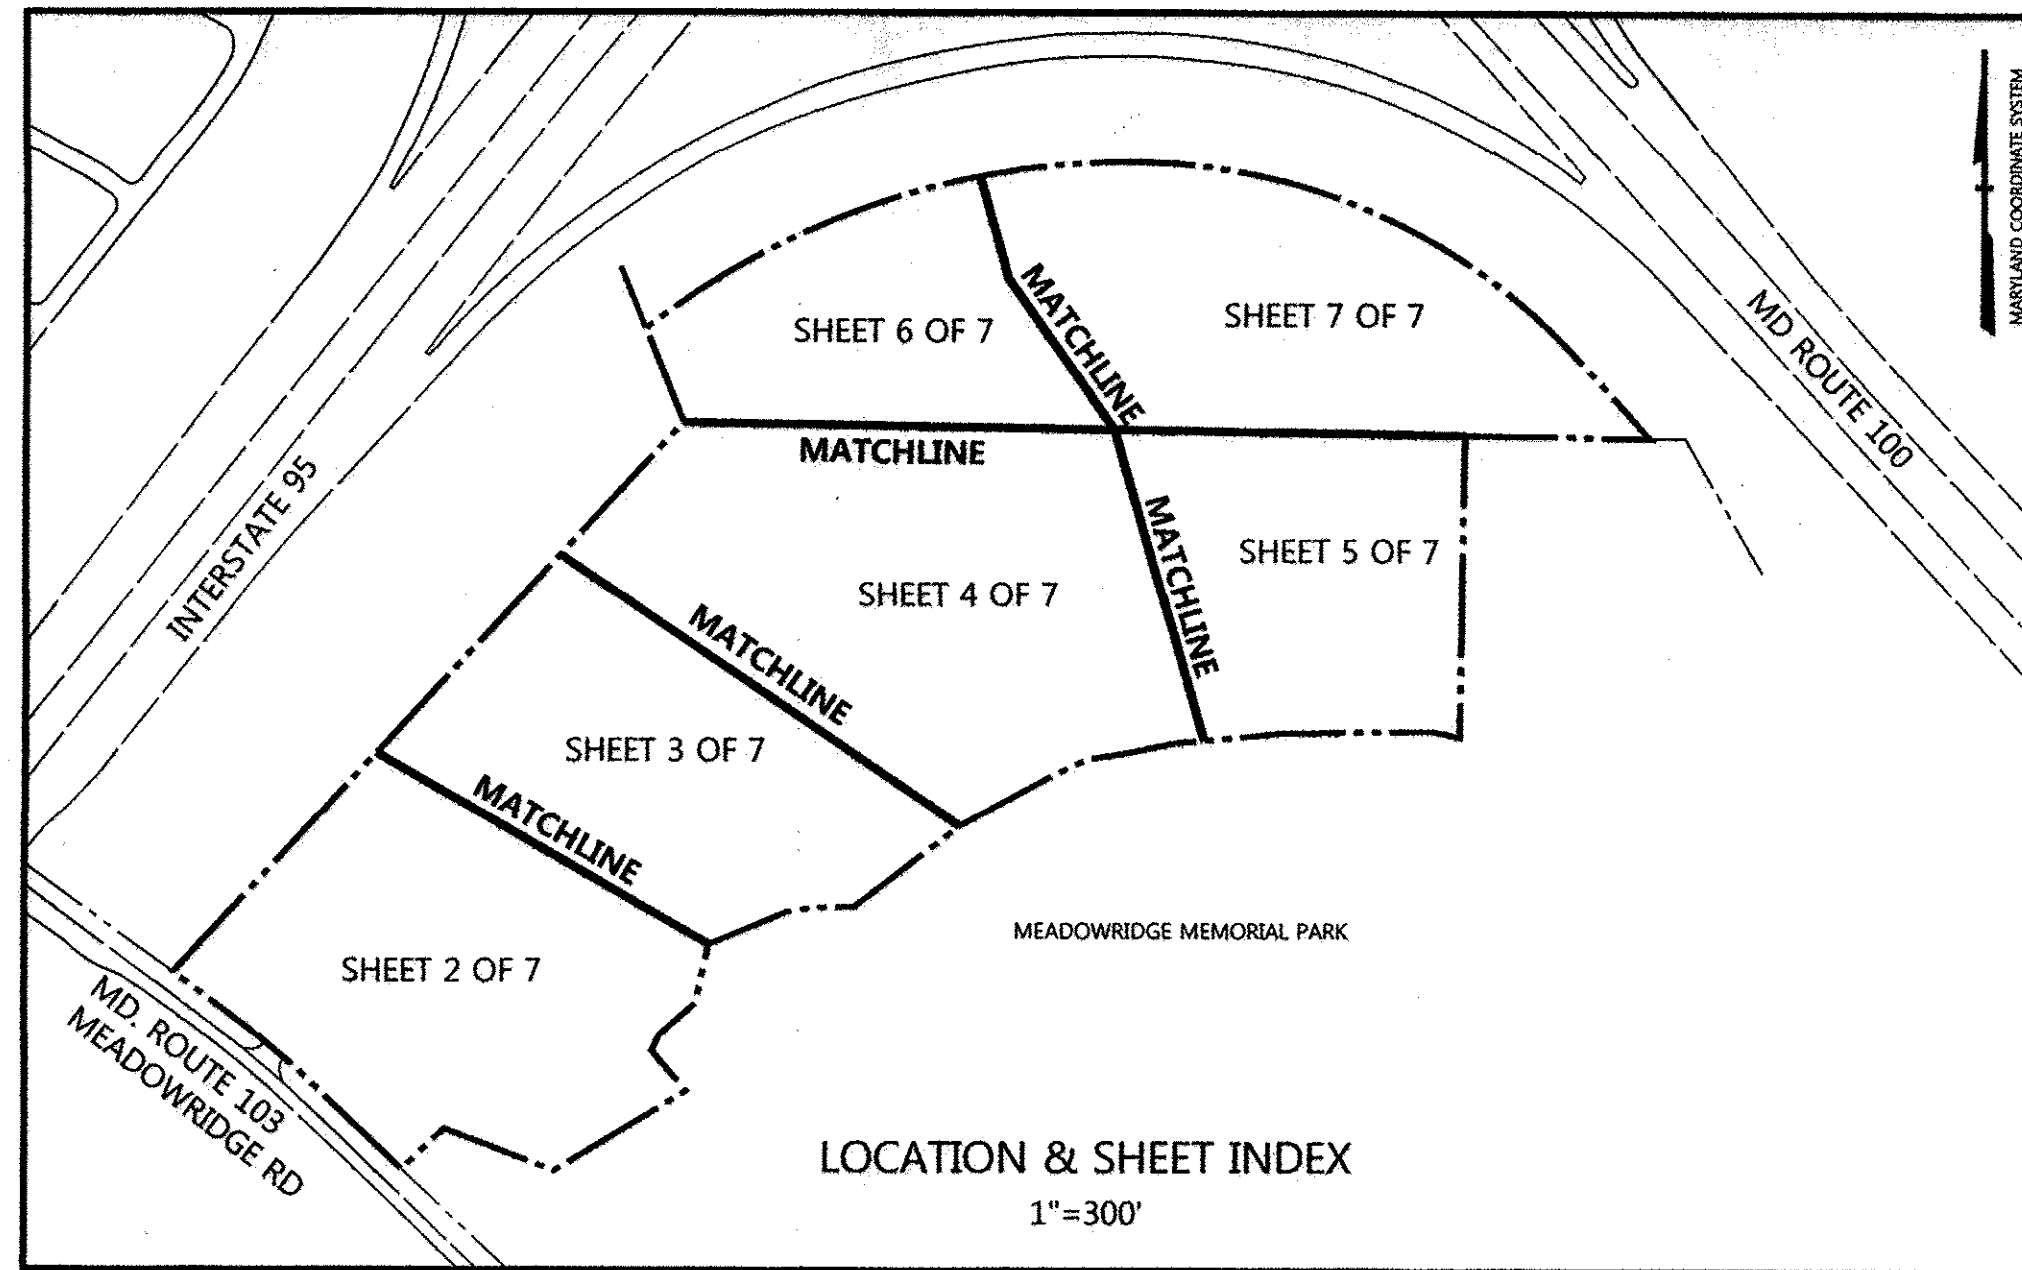 MARYLAND COORDINATE SYSTEM
MATCHLINE
SHEET 6 OF 7
SHEET 7 OF 7
MD ROUTE 100
MATCHLINE
INTERSTATE 95
MATCHLINE
SHEET 5 OF 7
SHEET 4 OF 7
MATCHLINE
SHEET 3 OF 7
MATCHLINE
MEADOWRIDGE MEMORIAL PARK
SHEET 2 OF 7
MD. ROUTE 103
MEADOWRIDGE RD
LOCATION & SHEET INDEX
1"=300'